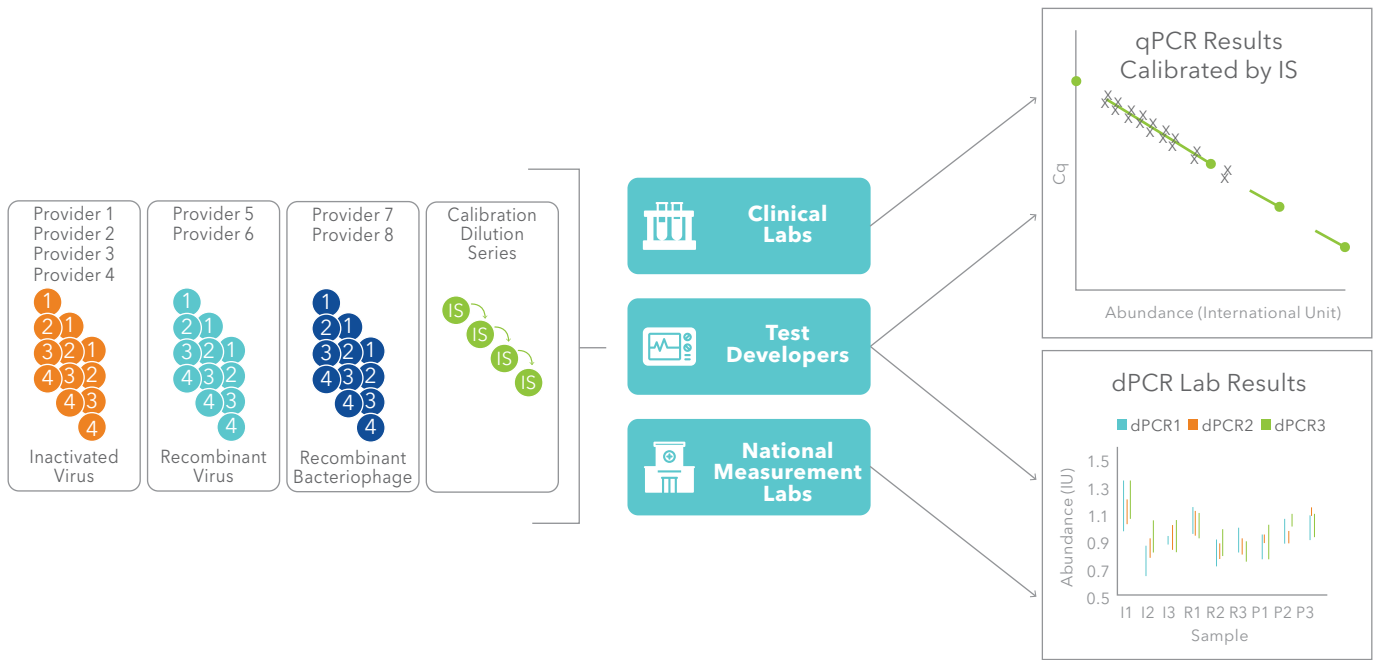 Provider 1
Provider 2
Provider 3
Provider 4
1
2 1
3 2 1
4 3 2
4 3
4
Inactivated
Virus
Provider 5
Provider 6
1
2 1
3 2 1
4 3 2
4 3
4
Recombinant
Virus
Provider 7
Provider 8
1
2 1
3 2 1
4 3 2
4 3
4
Recombinant
Bacteriophage
Calibration
Dilution
Series
IS
IS
IS
IS
Clinical
Labs
Test
Developers
National
Measurement
Labs
qPCR Results
Calibrated by IS
Cq
Abundance (International Unit)
dPCR Lab Results
dPCR1 dPCR2 dPCR3
Abundance (IU)
1.5
1.3
1.1
0.9
0.7
0.5
I1 I2 I3 R1 R2 R3 P1 P2 P3
Sample